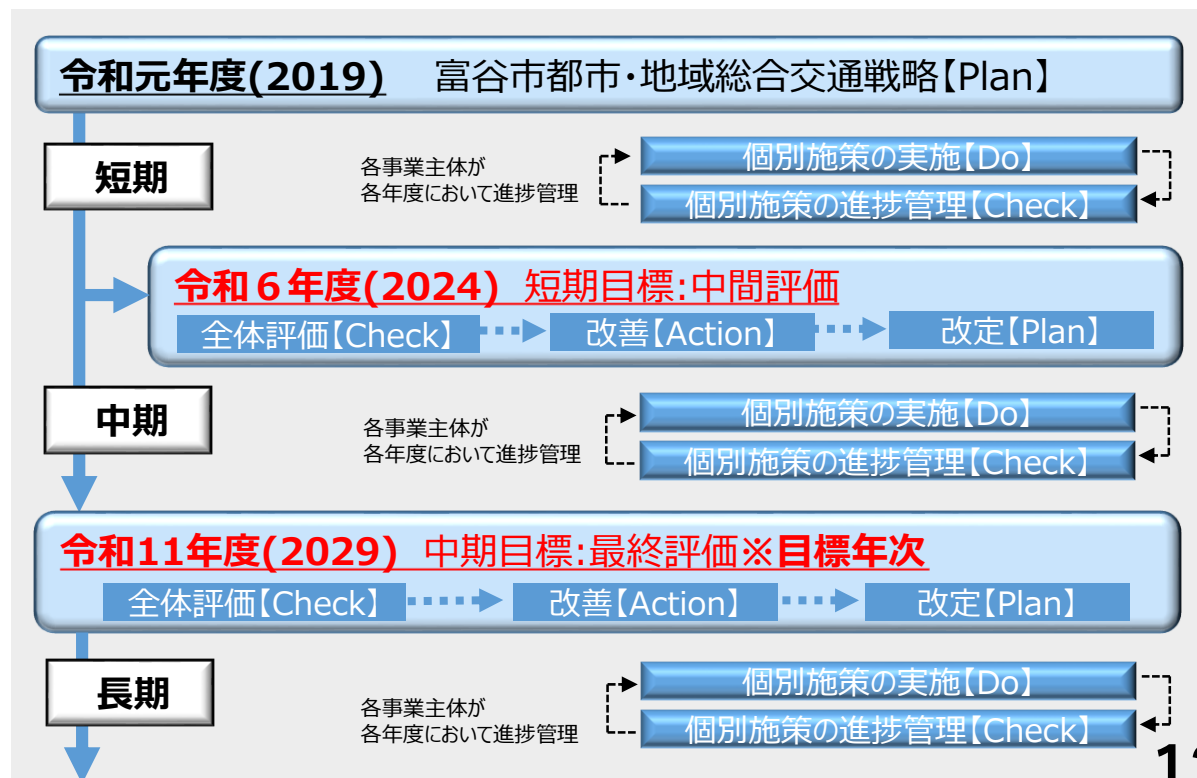 令和元年度(2019) 富谷市都市・地域総合交通戦略【Plan】
短期
各事業主体が
各年度において進捗管理
個別施策の実施【Do】
個別施策の進捗管理【Check】
令和6年度(2024) 短期目標:中間評価
全体評価【Check】 改善【Action】 改定【Plan】
中期
各事業主体が
各年度において進捗管理
個別施策の実施【Do】
個別施策の進捗管理【Check】
令和11年度(2029) 中期目標:最終評価※目標年次
全体評価【Check】 改善【Action】 改定【Plan】
長期
各事業主体が
各年度において進捗管理
個別施策の実施【Do】
個別施策の進捗管理【Check】